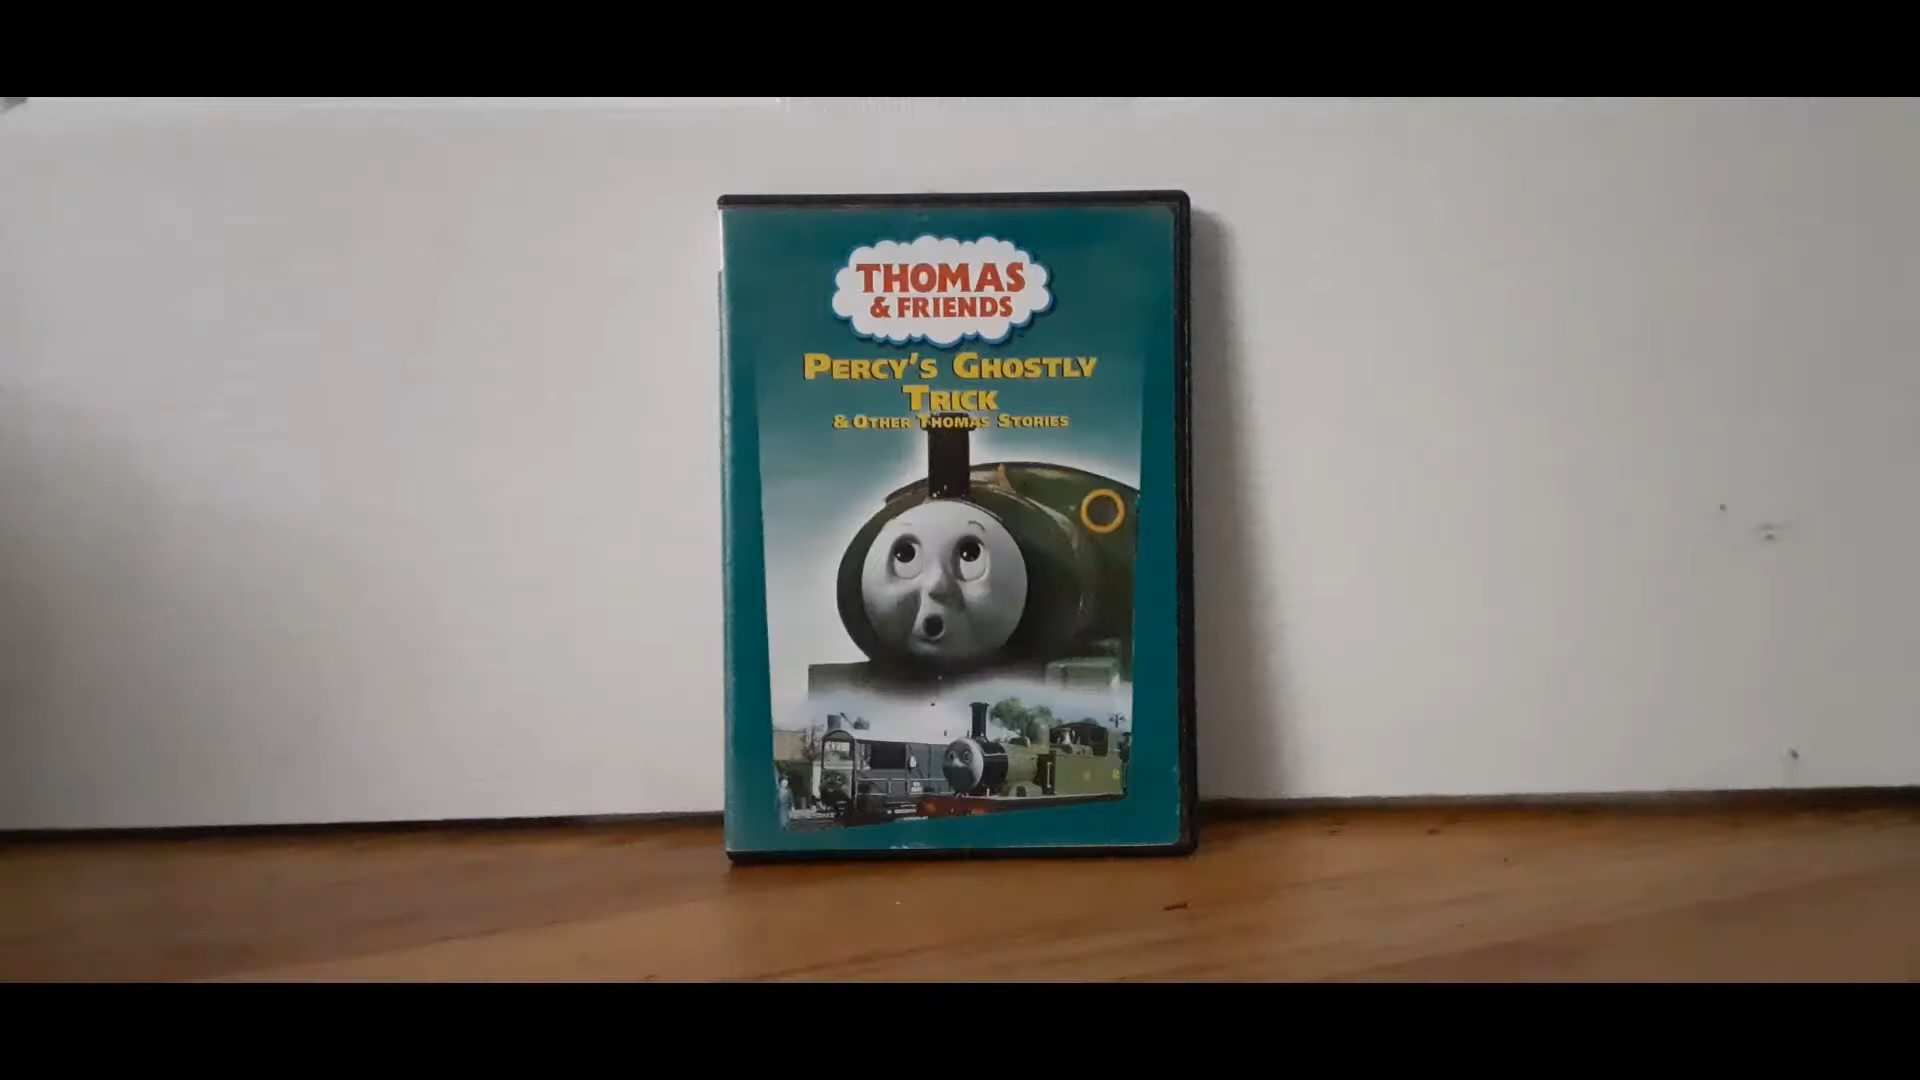 THOMAS
& FRIENDS
PERCY'S GHOSTLY
TRICK
& OTHER THOMAS STORIES